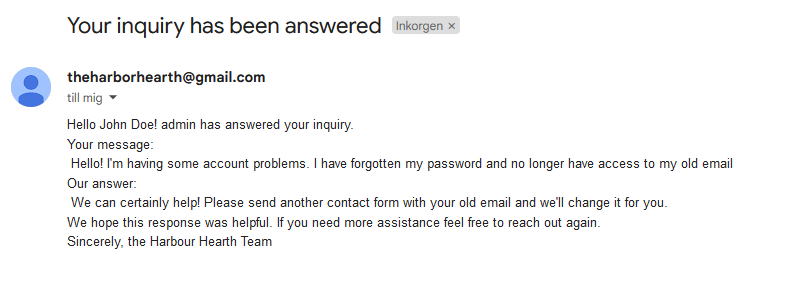 Your inquiry has been answered Inkorgen ×
theharborhearth@gmail.com
till mig
Hello John Doe! admin has answered your inquiry.
Your message:
Hello! I'm having some account problems. I have forgotten my password and no longer have access to my old email
Our answer:
We can certainly help! Please send another contact form with your old email and we'll change it for you.
We hope this response was helpful. If you need more assistance feel free to reach out again.
Sincerely, the Harbour Hearth Team